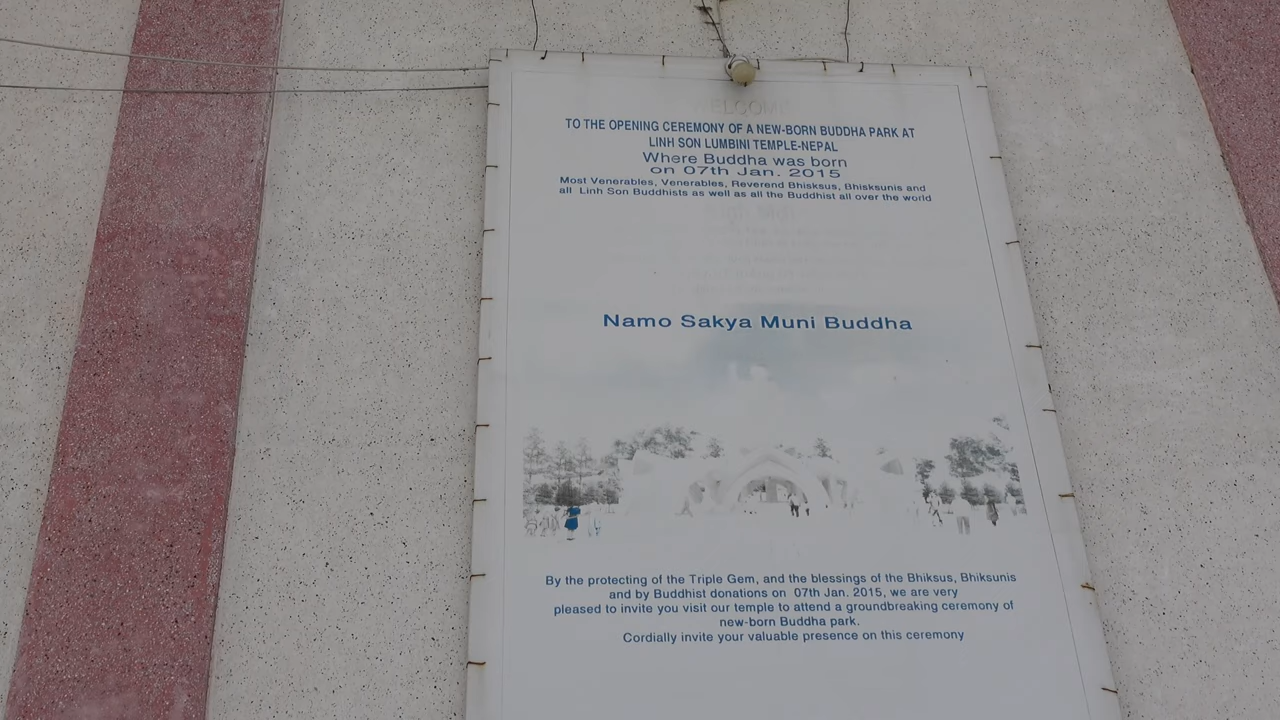 WELCOME
TO THE OPENING CEREMONY OF A NEW-BORN BUDDHA PARK AT
LINH SON LUMBINI TEMPLE-NEPAL
Where Buddha was born
on 07th Jan. 2015
Most Venerables, Venerables, Reverend Bhisksus, Bhisksunis and
all Linh Son Buddhists as well as all the Buddhist all over the world
Namo Sakya Muni Buddha
By the protecting of the Triple Gem, and the blessings of the Bhiksus, Bhiksunis
and by Buddhist donations on 07th Jan. 2015, we are very
pleased to invite you visit our temple to attend a groundbreaking ceremony of
new-born Buddha park.
Cordially invite your valuable presence on this ceremony